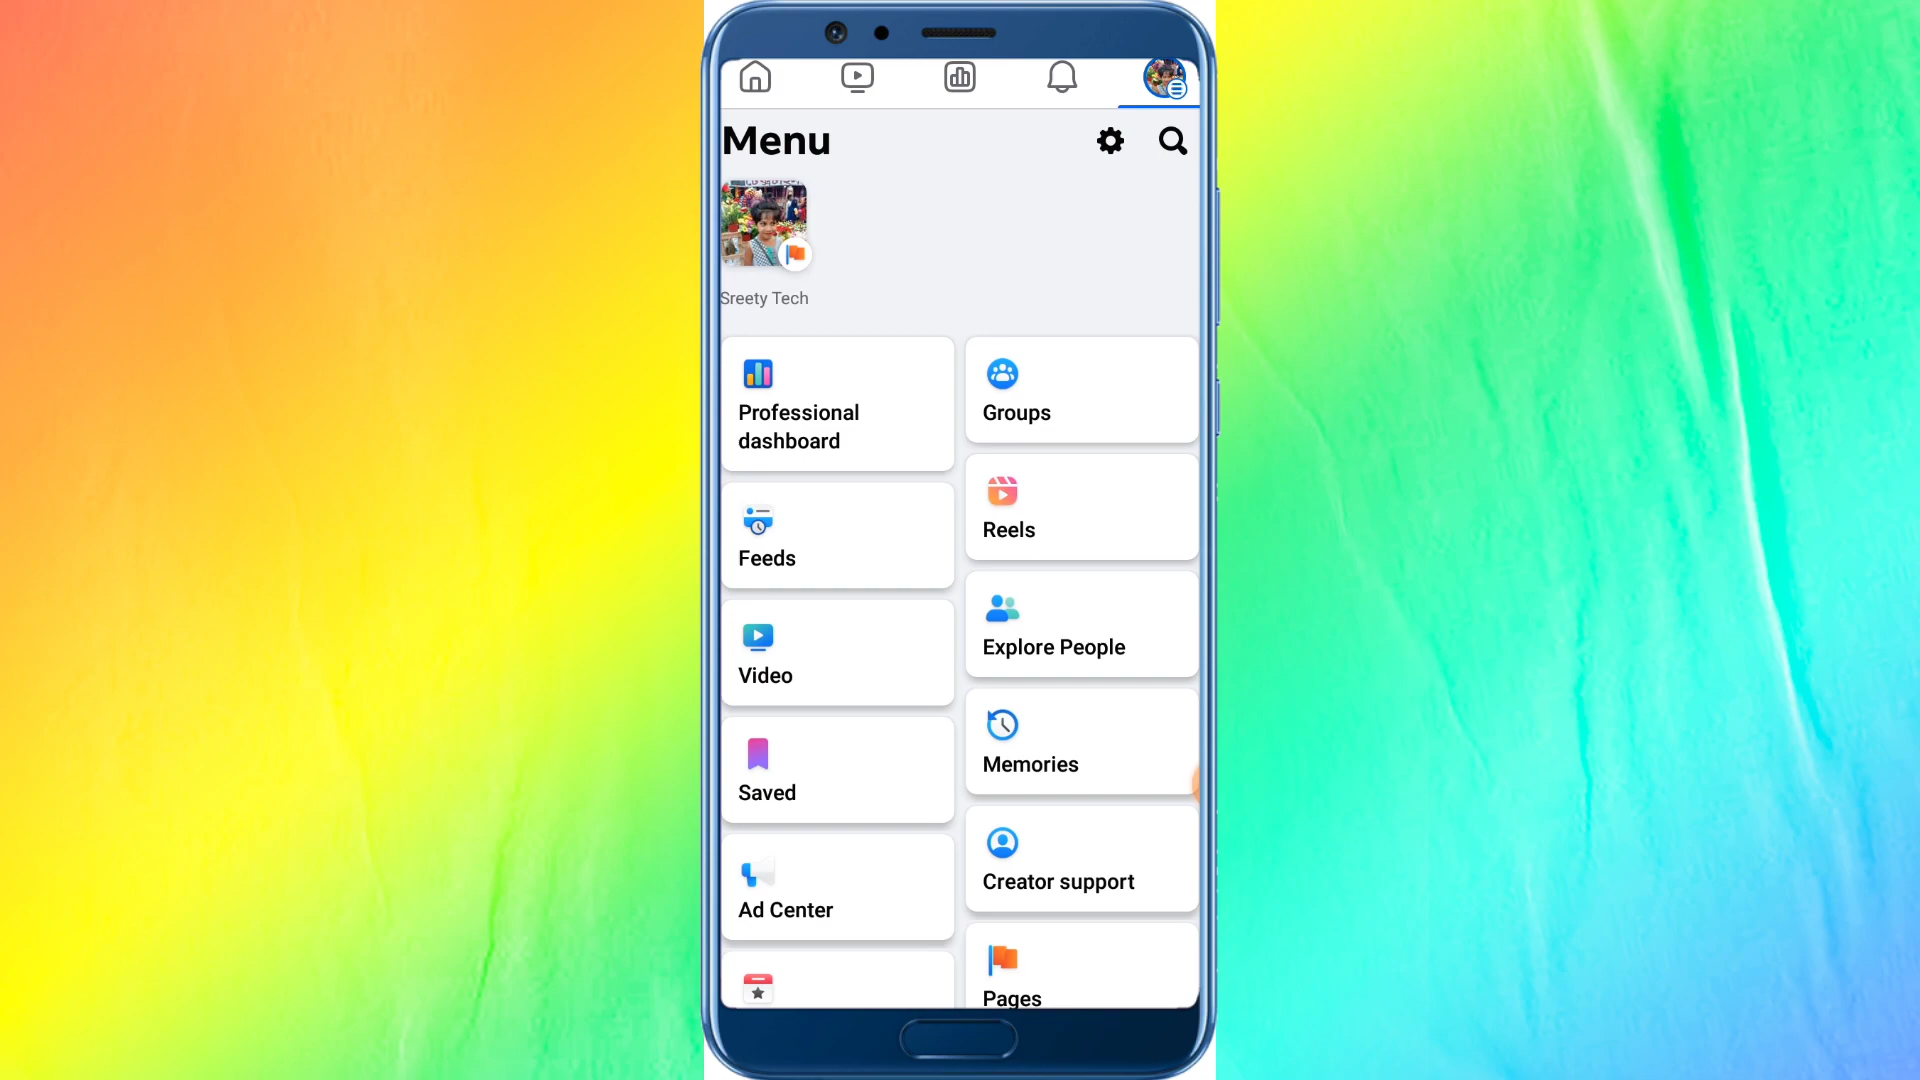 Menu
Sreety Tech
Professional
dashboard
Groups
Feeds
Reels
Video
Explore People
Saved
Memories
Ad Center
Creator support
Pages